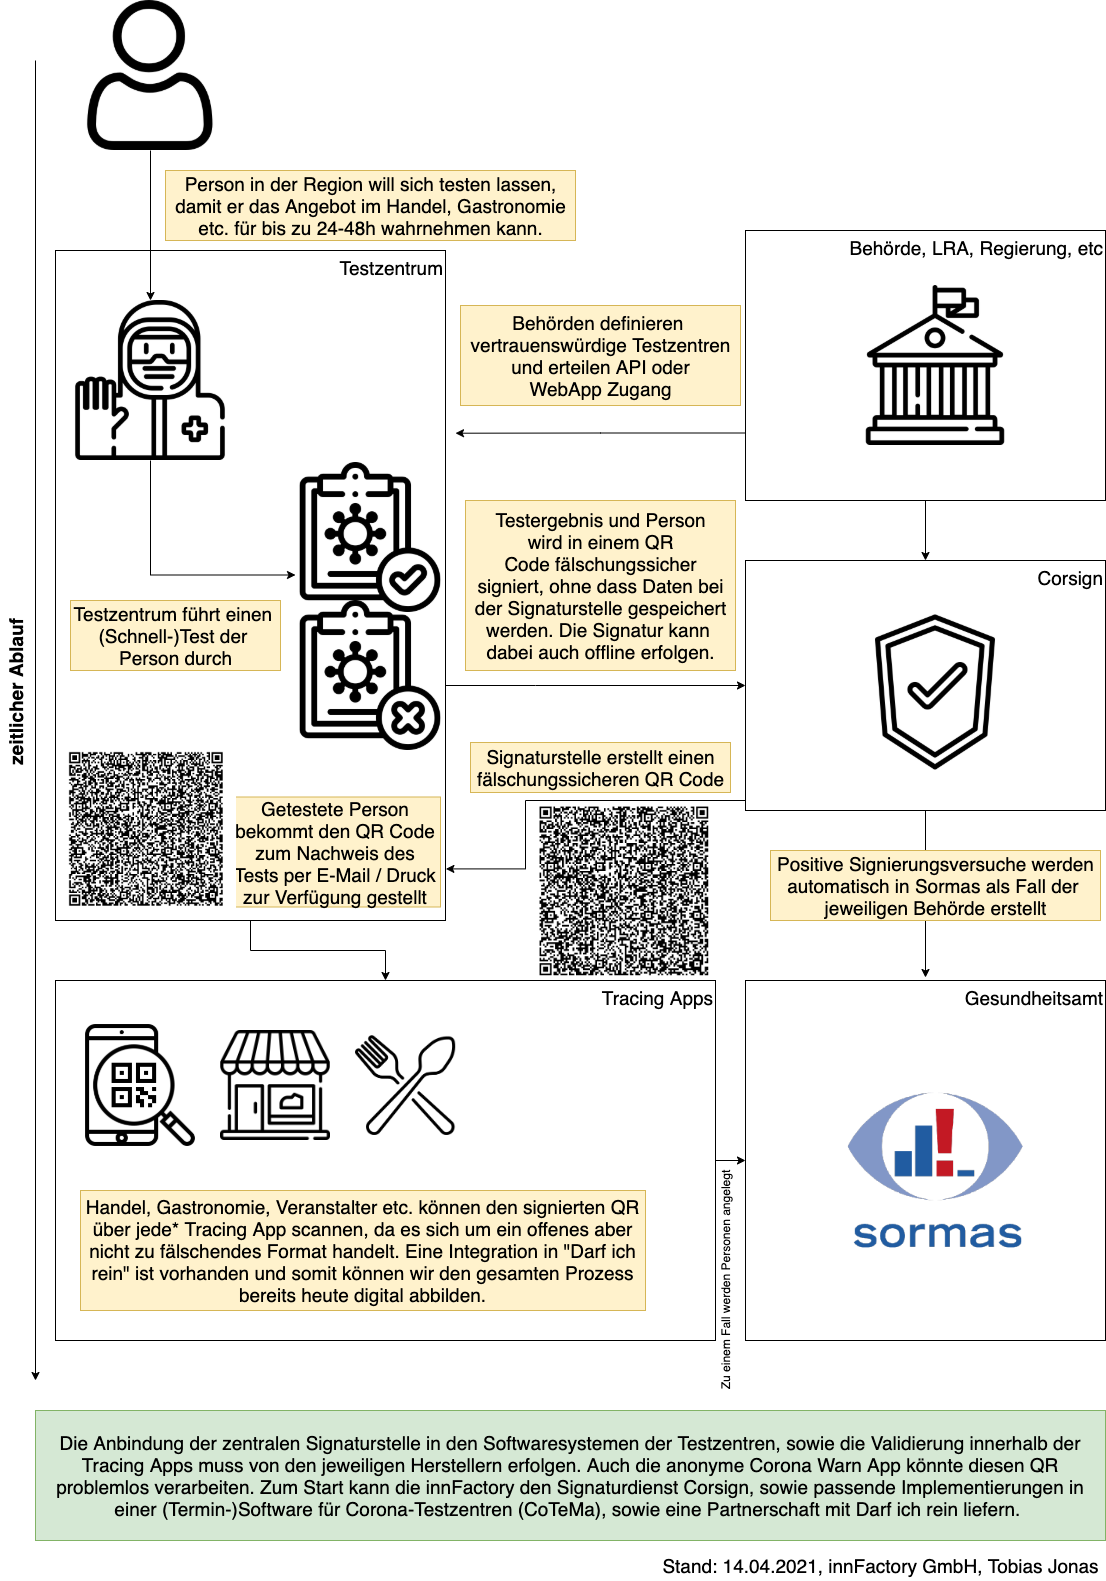 Person in der Region will sich testen lassen,
damit er das Angebot im Handel, Gastronomie
etc. für bis zu 24-48h wahrnehmen kann.
Testzentrum
Behörde, LRA, Regierung, etc
Behörden definieren
vertrauenswürdige Testzentren
und erteilen API oder
WebApp Zugang
Testergebnis und Person
wird in einem QR
Code fälschungssicher
signiert, ohne dass Daten bei
der Signaturstelle gespeichert
werden. Die Signatur kann
dabei auch offline erfolgen.
Corsign
Testzentrum führt einen
(Schnell-)Test der
Person durch
zeitlicher Ablauf
Signaturstelle erstellt einen
fälschungssicheren QR Code
Getestete Person
bekommt den QR Code
zum Nachweis des
Tests per E-Mail / Druck
zur Verfügung gestellt
Positive Signierungsversuche werden
automatisch in Sormas als Fall der
jeweiligen Behörde erstellt
Tracing Apps
Gesundheitsamt
sormas
Handel, Gastronomie, Veranstalter etc. können den signierten QR
über jede* Tracing App scannen, da es sich um ein offenes aber
nicht zu fälschendes Format handelt. Eine Integration in "Darf ich
rein" ist vorhanden und somit können wir den gesamten Prozess
bereits heute digital abbilden.
Zu einem Fall werden Personen angelegt
Die Anbindung der zentralen Signaturstelle in den Softwaresystemen der Testzentren, sowie die Validierung innerhalb der
Tracing Apps muss von den jeweiligen Herstellern erfolgen. Auch die anonyme Corona Warn App könnte diesen QR
problemlos verarbeiten. Zum Start kann die innFactory den Signaturdienst Corsign, sowie passende Implementierungen in
einer (Termin-)Software für Corona-Testzentren (CoTeMa), sowie eine Partnerschaft mit Darf ich rein liefern.
Stand: 14.04.2021, innFactory GmbH, Tobias Jonas